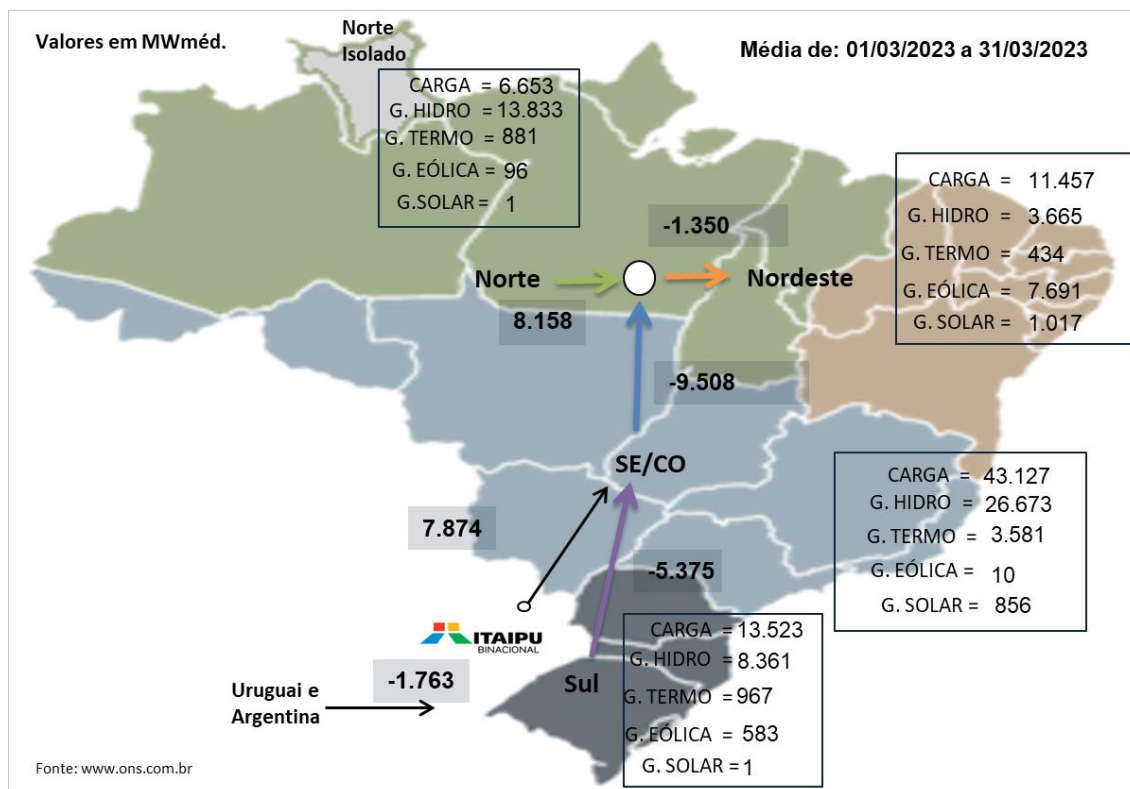 Valores em MWméd.
Norte
Isolado
Média de: 01/03/2023 a 31/03/2023
CARGA = 6.653
G. HIDRO = 13.833
G. TERMO = 881
G. EÓLICA = 96
G.SOLAR = 1
CARGA = 11.457
G. HIDRO = 3.665
G. TERMO = 434
G. EÓLICA = 7.691
G. SOLAR = 1.017
-1.350
Norte
Nordeste
8.158
-9.508
SE/CO
CARGA = 43.127
G. HIDRO = 26.673
G. TERMO = 3.581
G. EÓLICA = 10
G. SOLAR = 856
7.874
-5.375
ITAIPU
BINACIONAL
CARGA = 13.523
G. HIDRO = 8.361
G. TERMO = 967
G. EÓLICA = 583
G. SOLAR = 1
-1.763
Sul
Uruguai e
Argentina
Fonte: www.ons.com.br